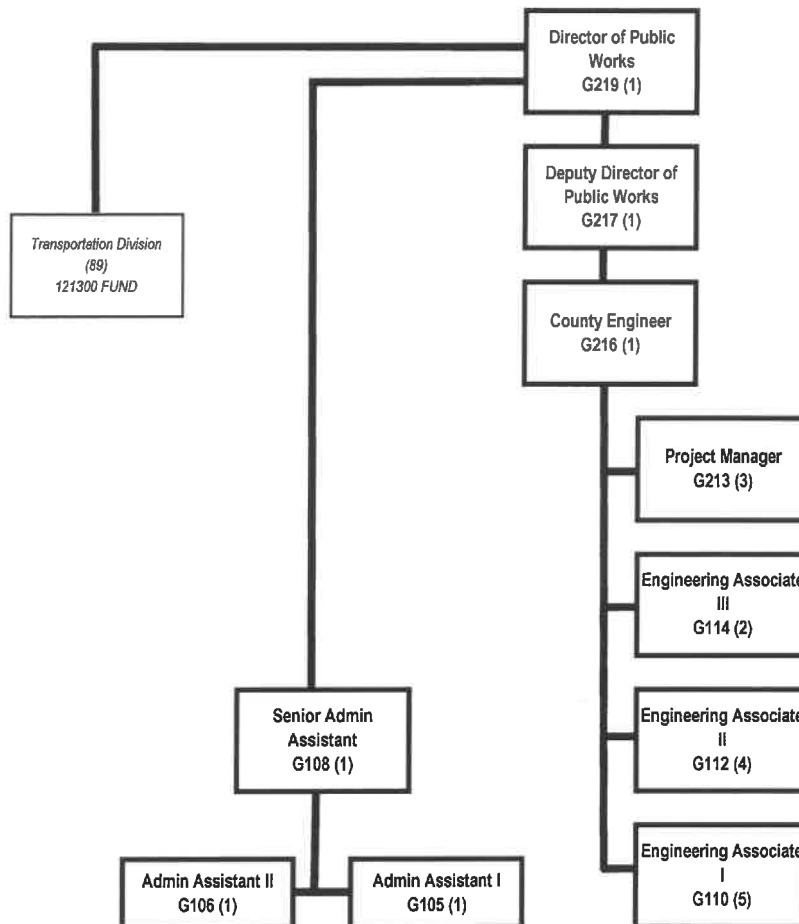 Director of Public
Works
G219 (1)
Deputy Director of
Public Works
G217 (1)
Transportation Division
(89)
121300 FUND
County Engineer
G216 (1)
Project Manager
G213 (3)
Engineering Associate
III
G114 (2)
Senior Admin
Assistant
G108 (1)
Engineering Associate
II
G112 (4)
Admin Assistant II
G106 (1)
Admin Assistant I
G105 (1)
Engineering Associate
I
G110 (5)